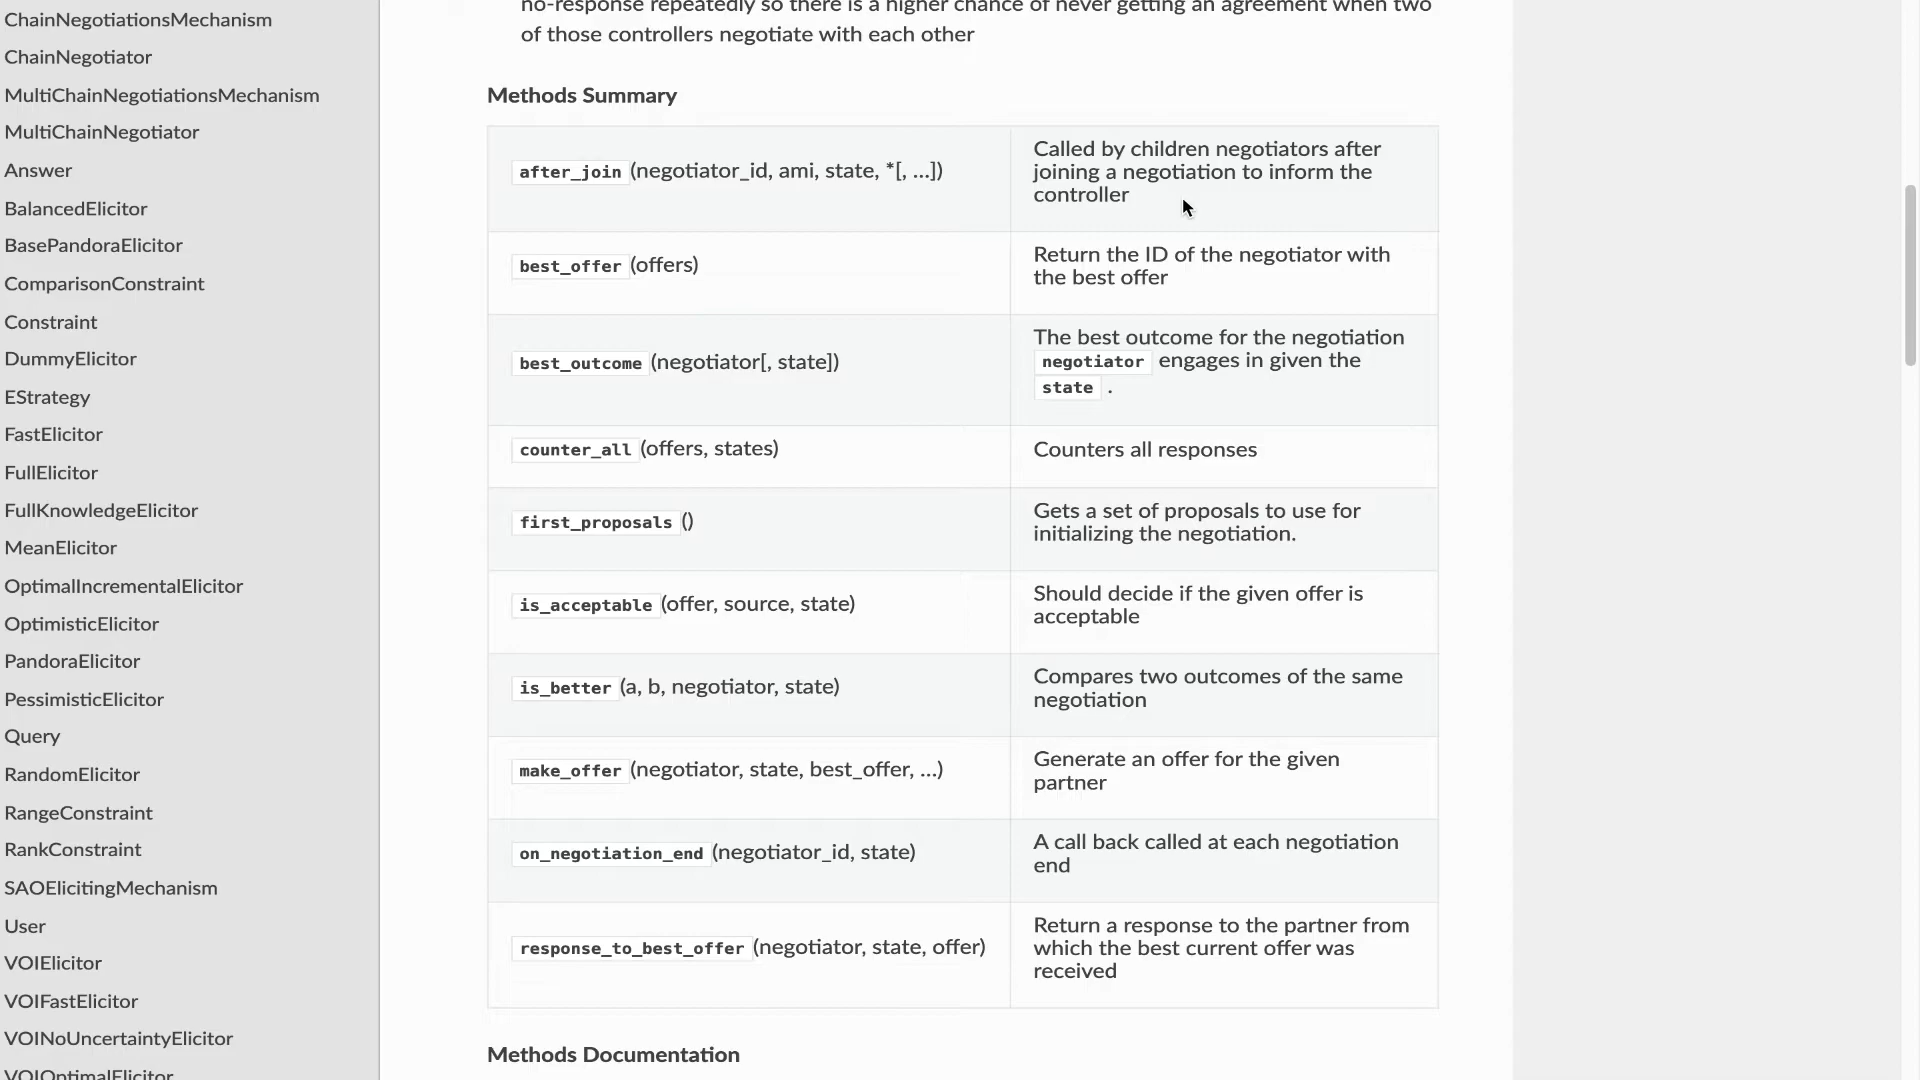 ChainNegotiationsMechanism
ChainNegotiator
MultiChainNegotiationsMechanism
MultiChainNegotiator
Answer
BalancedElicitor
BasePandoraElicitor
ComparisonConstraint
Constraint
DummyElicitor
EStrategy
FastElicitor
FullElicitor
FullKnowledgeElicitor
MeanElicitor
OptimalIncrementalElicitor
OptimisticElicitor
PandoraElicitor
PessimisticElicitor
Query
RandomElicitor
RangeConstraint
RankConstraint
SAOElicitingMechanism
User
VOIElicitor
VOIFastElicitor
VOINoUncertaintyElicitor
VOIOptimalElicitor
no-response repeatedly so there is a higher chance of never getting an agreement when two
of those controllers negotiate with each other
Methods Summary
after_join (negotiator_id, ami, state, *[, ...])
Called by children negotiators after
joining a negotiation to inform the
controller
best_offer (offers)
Return the ID of the negotiator with
the best offer
best_outcome (negotiator[, state])
The best outcome for the negotiation
negotiator engages in given the
state .
counter_all (offers, states)
Counters all responses
first_proposals ()
Gets a set of proposals to use for
initializing the negotiation.
is_acceptable (offer, source, state)
Should decide if the given offer is
acceptable
is_better (a, b, negotiator, state)
Compares two outcomes of the same
negotiation
make_offer (negotiator, state, best_offer, ...)
Generate an offer for the given
partner
on_negotiation_end (negotiator_id, state)
A call back called at each negotiation
end
response_to_best_offer (negotiator, state, offer)
Return a response to the partner from
which the best current offer was
received
Methods Documentation